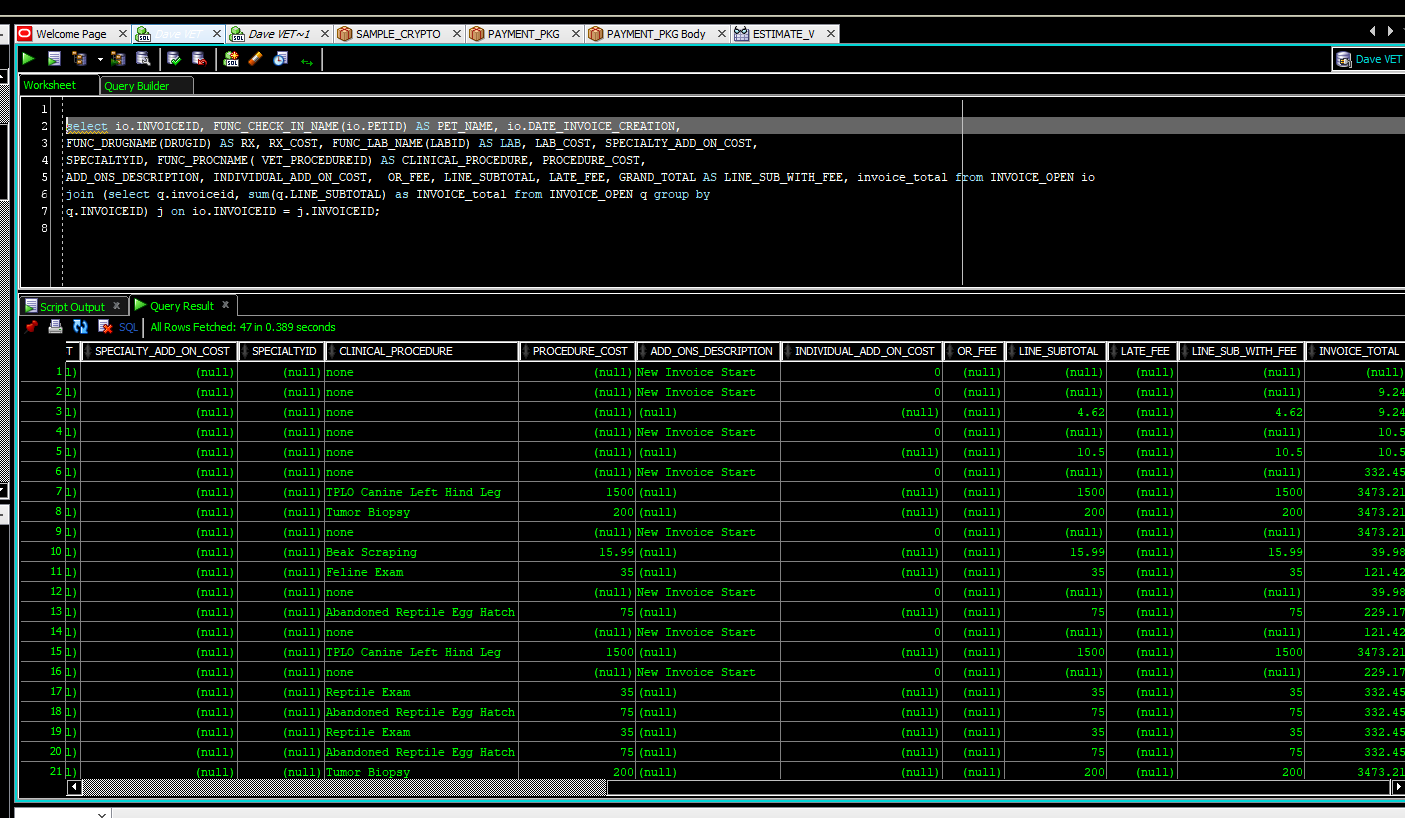 Welcome Page Dave VET Dave VET~1 SAMPLE_CRYPTO PAYMENT_PKG PAYMENT_PKG Body ESTIMATE_V
Dave VET
Worksheet Query Builder
1
2 select io.INVOICEID, FUNC_CHECK_IN_NAME(io.PETID) AS PET_NAME, io.DATE_INVOICE_CREATION,
3 FUNC_DRUGNAME(DRUGID) AS RX, RX_COST, FUNC_LAB_NAME(LABID) AS LAB, LAB_COST, SPECIALTY_ADD_ON_COST,
4 SPECIALTYID, FUNC_PROCNAME( VET_PROCEDUREID) AS CLINICAL_PROCEDURE, PROCEDURE_COST,
5 ADD_ONS_DESCRIPTION, INDIVIDUAL_ADD_ON_COST,  OR_FEE, LINE_SUBTOTAL, LATE_FEE, GRAND_TOTAL AS LINE_SUB_WITH_FEE, invoice_total from INVOICE_OPEN io
6 join (select q.invoiceid, sum(q.LINE_SUBTOTAL) as INVOICE_total from INVOICE_OPEN q group by
7 q.INVOICEID) j on io.INVOICEID = j.INVOICEID;
8
Script Output Query Result
SQL All Rows Fetched: 47 in 0.389 seconds
T SPECIALTY_ADD_ON_COST SPECIALTYID CLINICAL_PROCEDURE PROCEDURE_COST ADD_ONS_DESCRIPTION INDIVIDUAL_ADD_ON_COST OR_FEE LINE_SUBTOTAL LATE_FEE LINE_SUB_WITH_FEE INVOICE_TOTAL
1 l) (null) (null) none (null) New Invoice Start 0 (null) (null) (null) (null) (null)
2 l) (null) (null) none (null) New Invoice Start 0 (null) (null) (null) (null) 9.24
3 l) (null) (null) none (null) (null) (null) (null) 4.62 (null) 4.62 9.24
4 l) (null) (null) none (null) New Invoice Start 0 (null) (null) (null) (null) 10.5
5 l) (null) (null) none (null) (null) (null) (null) 10.5 (null) 10.5 10.5
6 l) (null) (null) none (null) New Invoice Start 0 (null) (null) (null) (null) 332.45
7 l) (null) (null) TPLO Canine Left Hind Leg 1500 (null) (null) (null) 1500 (null) 1500 3473.21
8 l) (null) (null) Tumor Biopsy 200 (null) (null) (null) 200 (null) 200 3473.21
9 l) (null) (null) none (null) New Invoice Start 0 (null) (null) (null) (null) 3473.21
10 l) (null) (null) Beak Scraping 15.99 (null) (null) (null) 15.99 (null) 15.99 39.98
11 l) (null) (null) Feline Exam 35 (null) (null) (null) 35 (null) 35 121.42
12 l) (null) (null) none (null) New Invoice Start 0 (null) (null) (null) (null) 39.98
13 l) (null) (null) Abandoned Reptile Egg Hatch 75 (null) (null) (null) 75 (null) 75 229.17
14 l) (null) (null) none (null) New Invoice Start 0 (null) (null) (null) (null) 121.42
15 l) (null) (null) TPLO Canine Left Hind Leg 1500 (null) (null) (null) 1500 (null) 1500 3473.21
16 l) (null) (null) none (null) New Invoice Start 0 (null) (null) (null) (null) 229.17
17 l) (null) (null) Reptile Exam 35 (null) (null) (null) 35 (null) 35 332.45
18 l) (null) (null) Abandoned Reptile Egg Hatch 75 (null) (null) (null) 75 (null) 75 332.45
19 l) (null) (null) Reptile Exam 35 (null) (null) (null) 35 (null) 35 332.45
20 l) (null) (null) Abandoned Reptile Egg Hatch 75 (null) (null) (null) 75 (null) 75 332.45
21 l) (null) (null) Tumor Biopsy 200 (null) (null) (null) 200 (null) 200 3473.21